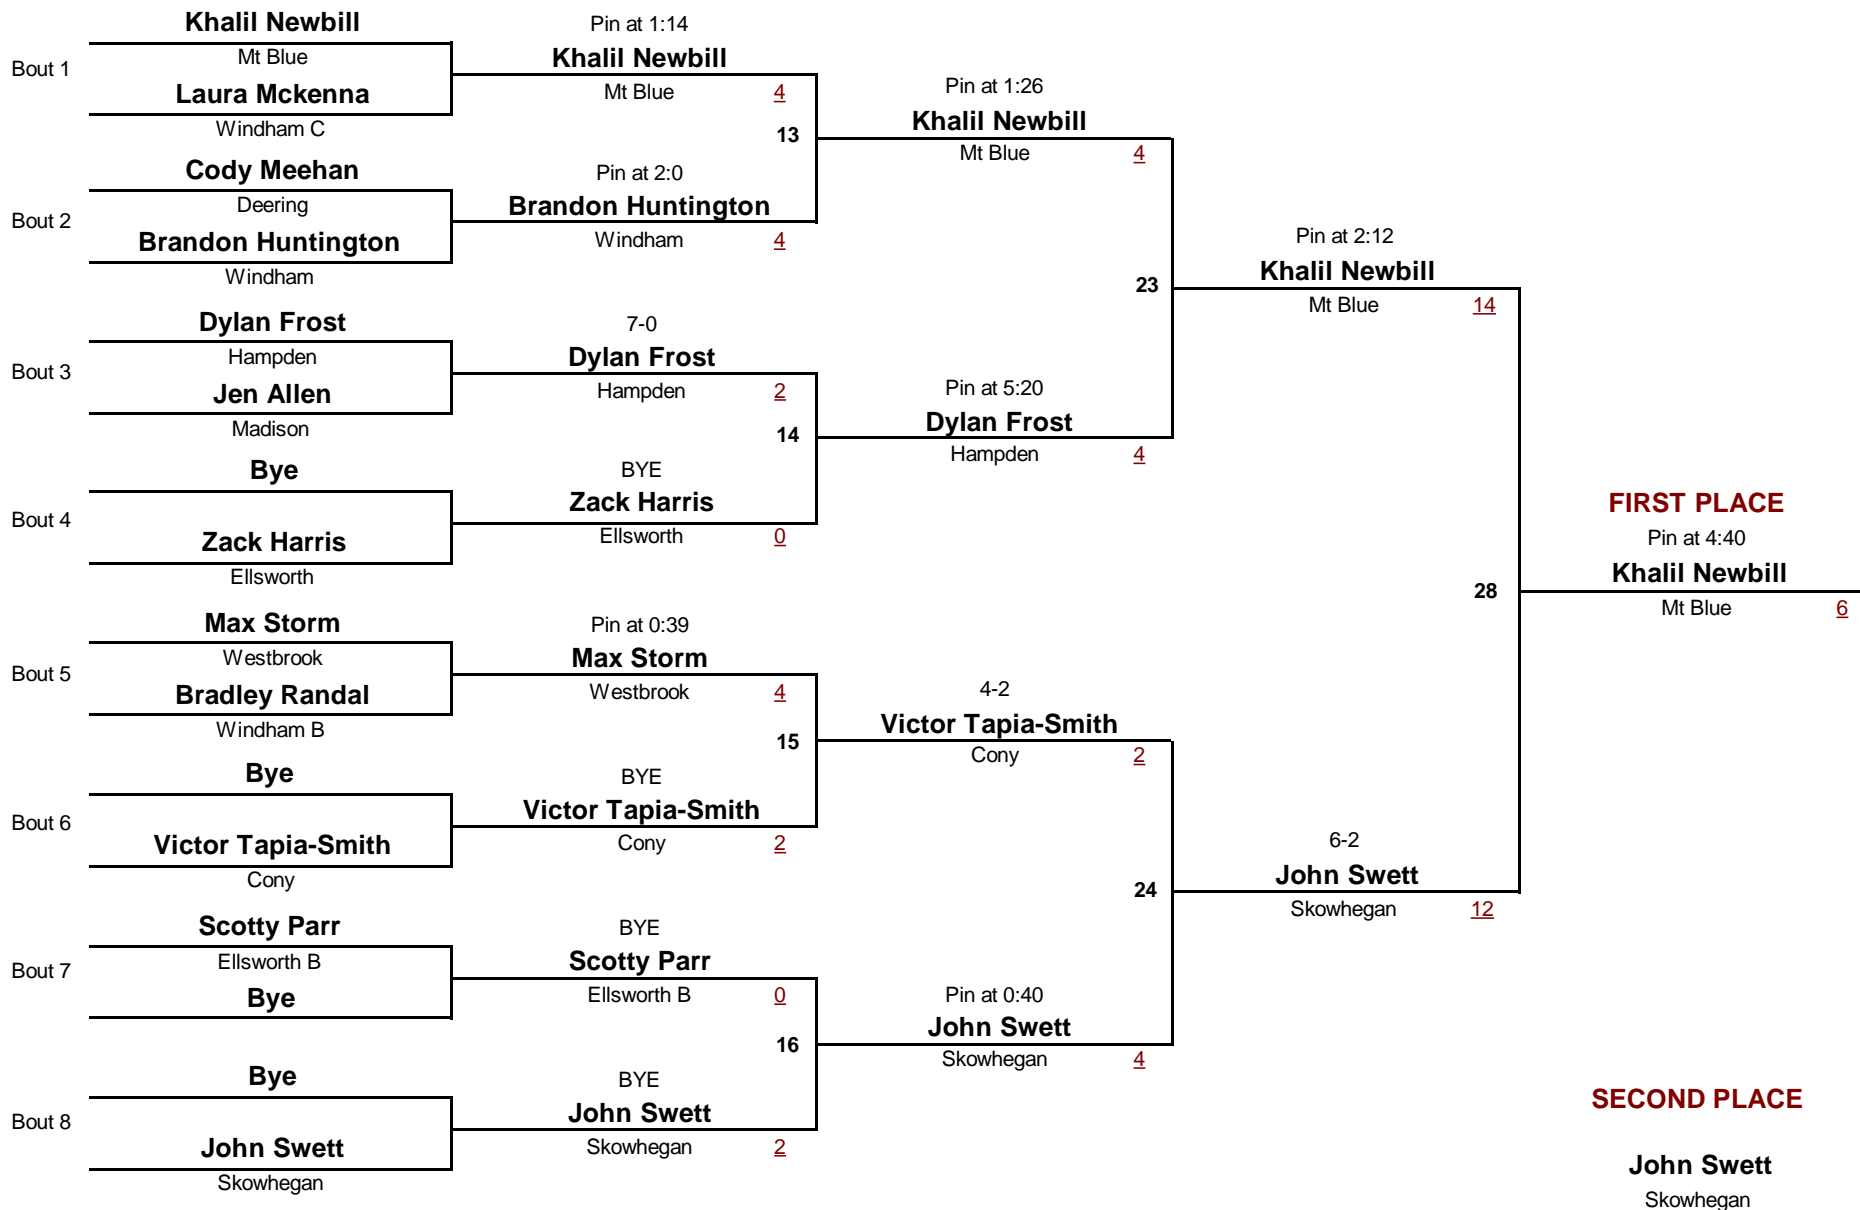 Khalil Newbill
Mt Blue
Bout 1
Laura Mckenna
Windham C
Cody Meehan
Deering
Bout 2
Brandon Huntington
Windham
Dylan Frost
Hampden
Bout 3
Jen Allen
Madison
Bye
Bout 4
Zack Harris
Ellsworth
Max Storm
Westbrook
Bout 5
Bradley Randal
Windham B
Bye
Bout 6
Victor Tapia-Smith
Cony
Scotty Parr
Ellsworth B
Bout 7
Bye
Bye
Bout 8
John Swett
Skowhegan
Pin at 1:14
Khalil Newbill
Mt Blue 4
13
Pin at 2:0
Brandon Huntington
Windham 4
7-0
Dylan Frost
Hampden 2
14
BYE
Zack Harris
Ellsworth 0
Pin at 0:39
Max Storm
Westbrook 4
15
BYE
Victor Tapia-Smith
Cony 2
BYE
Scotty Parr
Ellsworth B 0
16
BYE
John Swett
Skowhegan 2
Pin at 1:26
Khalil Newbill
Mt Blue 4
23
Pin at 5:20
Dylan Frost
Hampden 4
4-2
Victor Tapia-Smith
Cony 2
24
Pin at 0:40
John Swett
Skowhegan 4
Pin at 2:12
Khalil Newbill
Mt Blue 14
28
6-2
John Swett
Skowhegan 12
FIRST PLACE
Pin at 4:40
Khalil Newbill
Mt Blue 6
SECOND PLACE
John Swett
Skowhegan